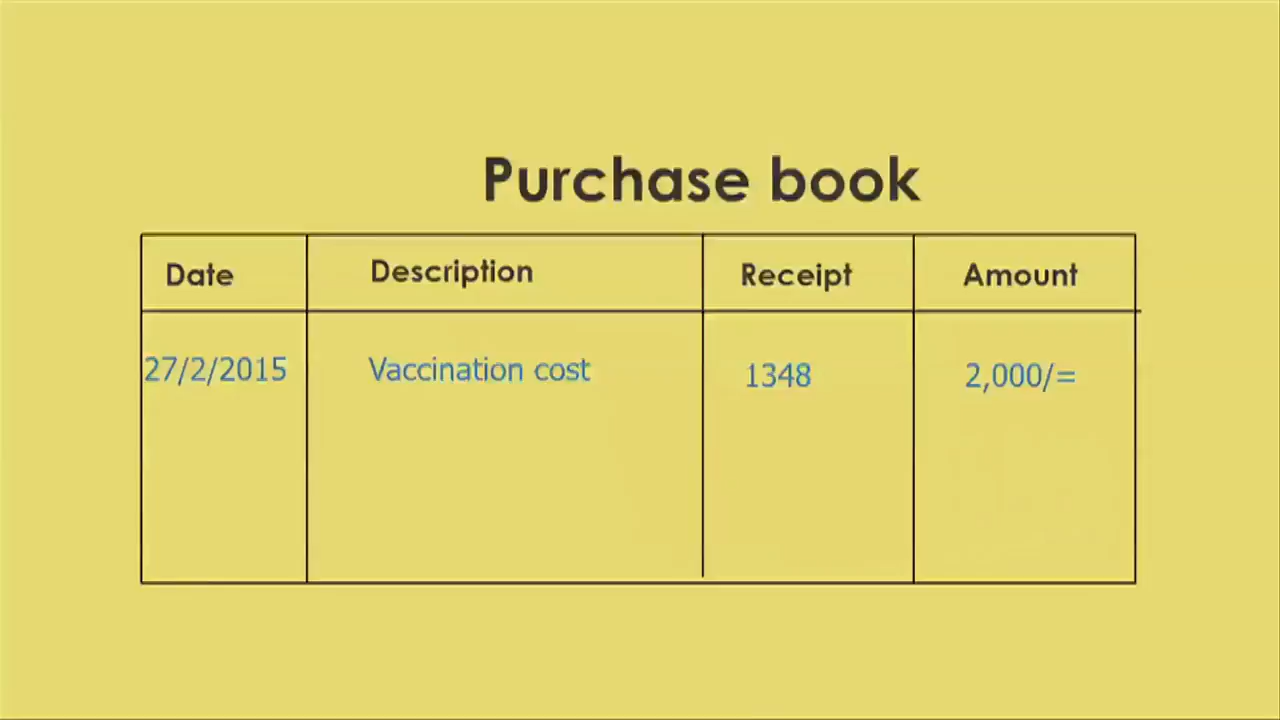 Purchase book
Date Description Receipt Amount
27/2/2015 Vaccination cost 1348 2,000/=